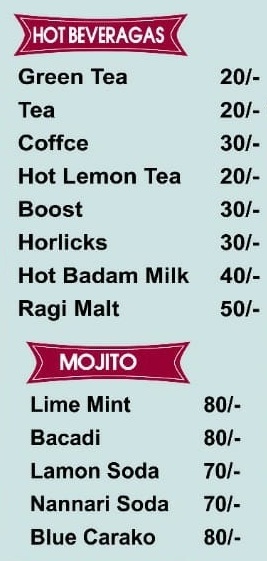 HOT BEVERAGAS
Green Tea 20/-
Tea 20/-
Coffce 30/-
Hot Lemon Tea 20/-
Boost 30/-
Horlicks 30/-
Hot Badam Milk 40/-
Ragi Malt 50/-
MOJITO
Lime Mint 80/-
Bacadi 80/-
Lamon Soda 70/-
Nannari Soda 70/-
Blue Carako 80/-